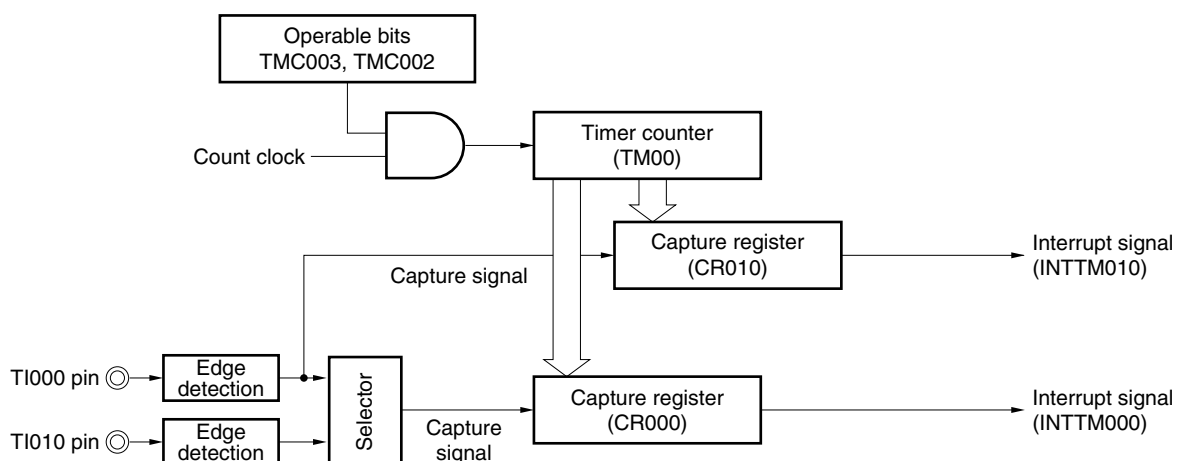 Operable bits
TMC003, TMC002
Count clock
Timer counter
(TM00)
Capture register
(CR010)
Interrupt signal
(INTTM010)
Capture signal
TI000 pin
Edge
detection
Selector
Capture register
(CR000)
Interrupt signal
(INTTM000)
TI010 pin
Edge
detection
Capture
signal